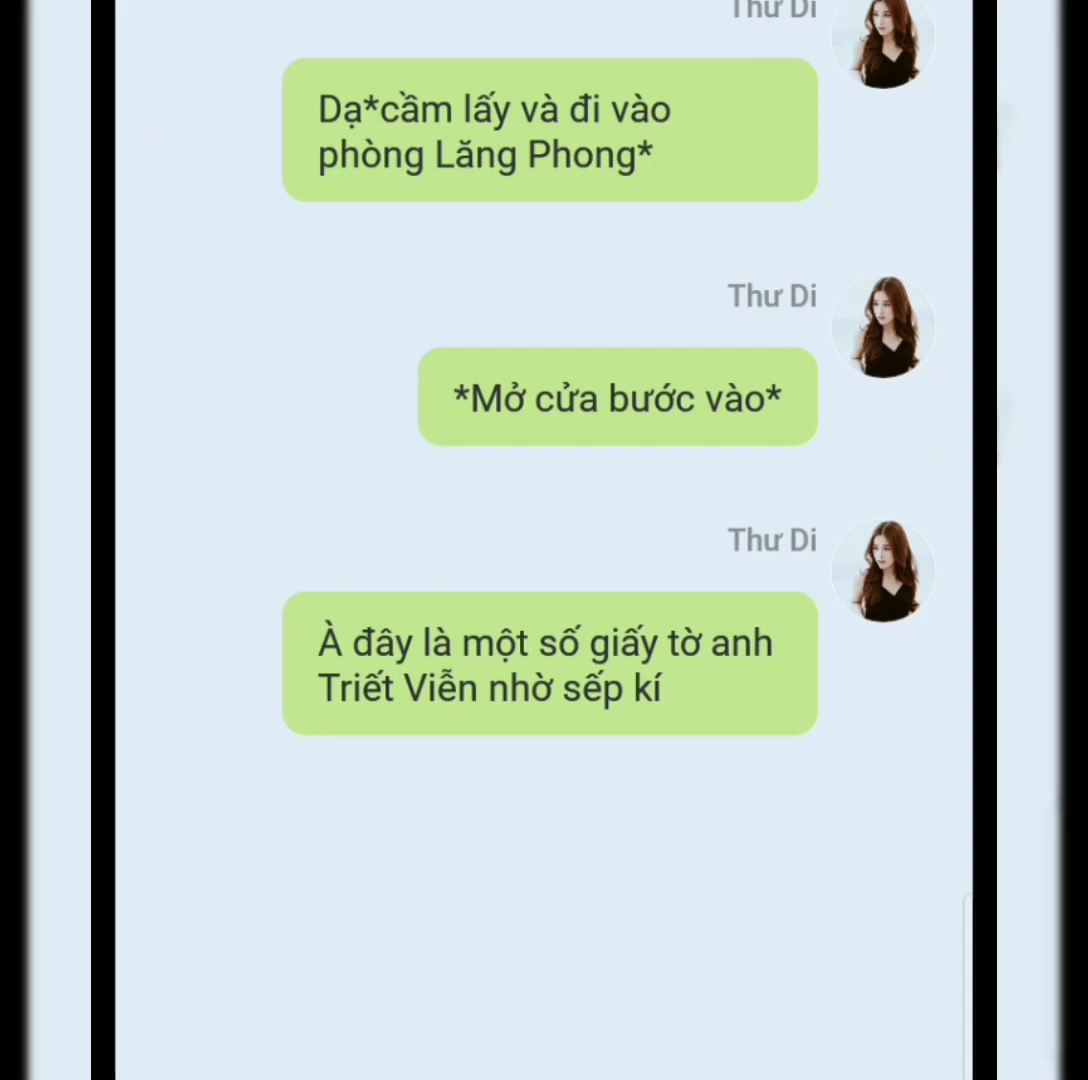 Thư Di
Dạ*cầm lấy và đi vào
phòng Lăng Phong*
Thư Di
*Mở cửa bước vào*
Thư Di
À đây là một số giấy tờ anh
Triết Viễn nhờ sếp kí